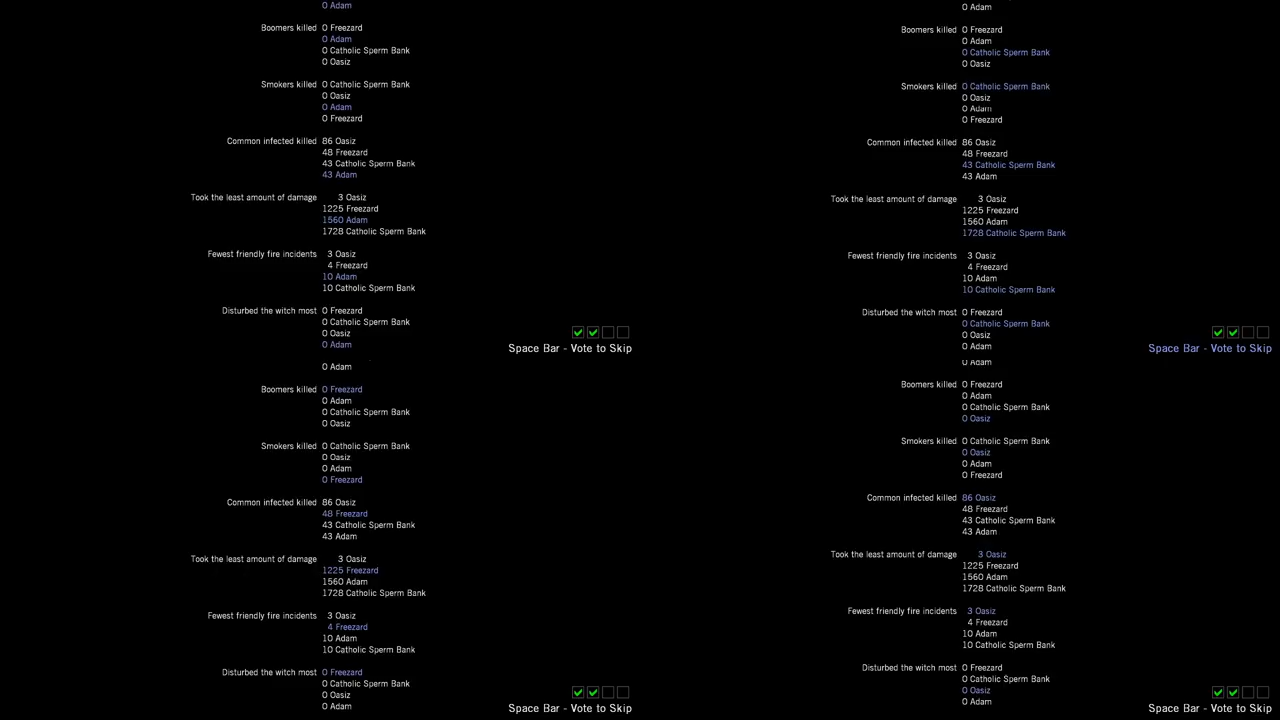 0 Adam
Boomers killed 0 Freezard
0 Adam
0 Catholic Sperm Bank
0 Oasiz
Smokers killed 0 Catholic Sperm Bank
0 Oasiz
0 Adam
0 Freezard
Common infected killed 86 Oasiz
48 Freezard
43 Catholic Sperm Bank
43 Adam
Took the least amount of damage 3 Oasiz
1225 Freezard
1560 Adam
1728 Catholic Sperm Bank
Fewest friendly fire incidents 3 Oasiz
4 Freezard
10 Adam
10 Catholic Sperm Bank
Disturbed the witch most 0 Freezard
0 Catholic Sperm Bank
0 Oasiz
0 Adam
Space Bar - Vote to Skip
0 Adam
Boomers killed 0 Freezard
0 Adam
0 Catholic Sperm Bank
0 Oasiz
Smokers killed 0 Catholic Sperm Bank
0 Oasiz
0 Adam
0 Freezard
Common infected killed 86 Oasiz
48 Freezard
43 Catholic Sperm Bank
43 Adam
Took the least amount of damage 3 Oasiz
1225 Freezard
1560 Adam
1728 Catholic Sperm Bank
Fewest friendly fire incidents 3 Oasiz
4 Freezard
10 Adam
10 Catholic Sperm Bank
Disturbed the witch most 0 Freezard
0 Catholic Sperm Bank
0 Oasiz
0 Adam
Space Bar - Vote to Skip
0 Adam
Boomers killed 0 Freezard
0 Adam
0 Catholic Sperm Bank
0 Oasiz
Smokers killed 0 Catholic Sperm Bank
0 Oasiz
0 Adam
0 Freezard
Common infected killed 86 Oasiz
48 Freezard
43 Catholic Sperm Bank
43 Adam
Took the least amount of damage 3 Oasiz
1225 Freezard
1560 Adam
1728 Catholic Sperm Bank
Fewest friendly fire incidents 3 Oasiz
4 Freezard
10 Adam
10 Catholic Sperm Bank
Disturbed the witch most 0 Freezard
0 Catholic Sperm Bank
0 Oasiz
0 Adam
Space Bar - Vote to Skip
0 Adam
Boomers killed 0 Freezard
0 Adam
0 Catholic Sperm Bank
0 Oasiz
Smokers killed 0 Catholic Sperm Bank
0 Oasiz
0 Adam
0 Freezard
Common infected killed 86 Oasiz
48 Freezard
43 Catholic Sperm Bank
43 Adam
Took the least amount of damage 3 Oasiz
1225 Freezard
1560 Adam
1728 Catholic Sperm Bank
Fewest friendly fire incidents 3 Oasiz
4 Freezard
10 Adam
10 Catholic Sperm Bank
Disturbed the witch most 0 Freezard
0 Catholic Sperm Bank
0 Oasiz
0 Adam
Space Bar - Vote to Skip